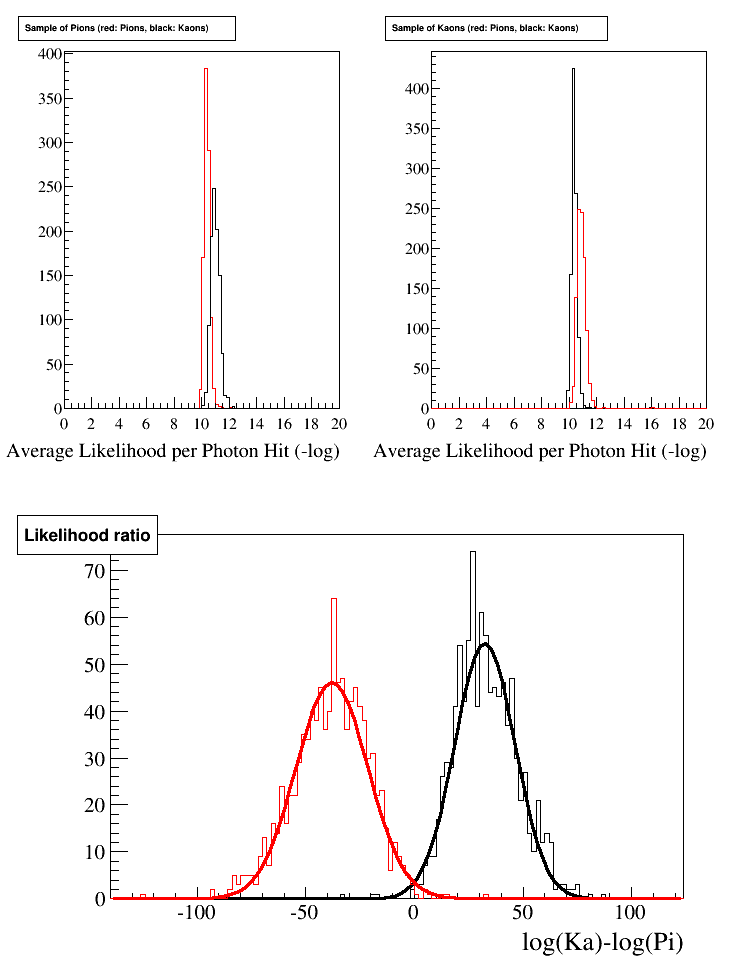 Sample of Pions (red: Pions, black: Kaons)
400
350
300
250
200
150
100
50
0
0 2 4 6 8 10 12 14 16 18 20
Average Likelihood per Photon Hit (-log)
Sample of Kaons (red: Pions, black: Kaons)
400
350
300
250
200
150
100
50
0
0 2 4 6 8 10 12 14 16 18 20
Average Likelihood per Photon Hit (-log)
Likelihood ratio
70
60
50
40
30
20
10
0
-100 -50 0 50 100
log(Ka)-log(Pi)